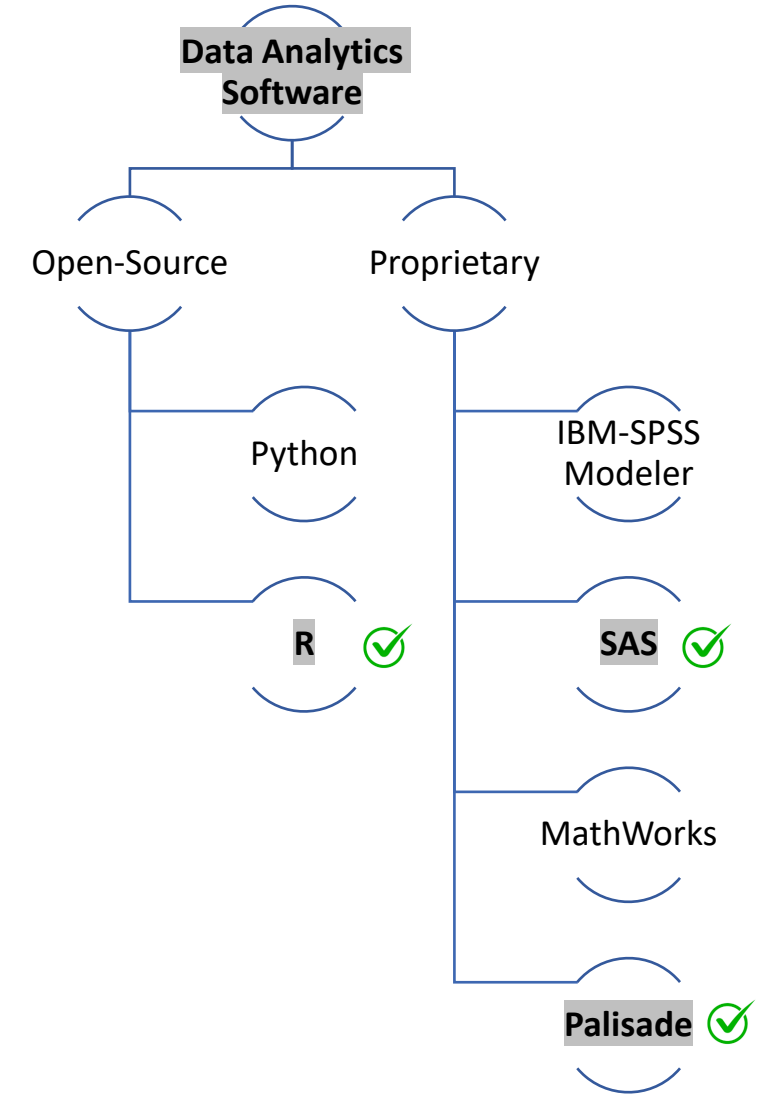 Data Analytics
Software
Open-Source
Proprietary
Python
IBM-SPSS
Modeler
R
SAS
MathWorks
Palisade